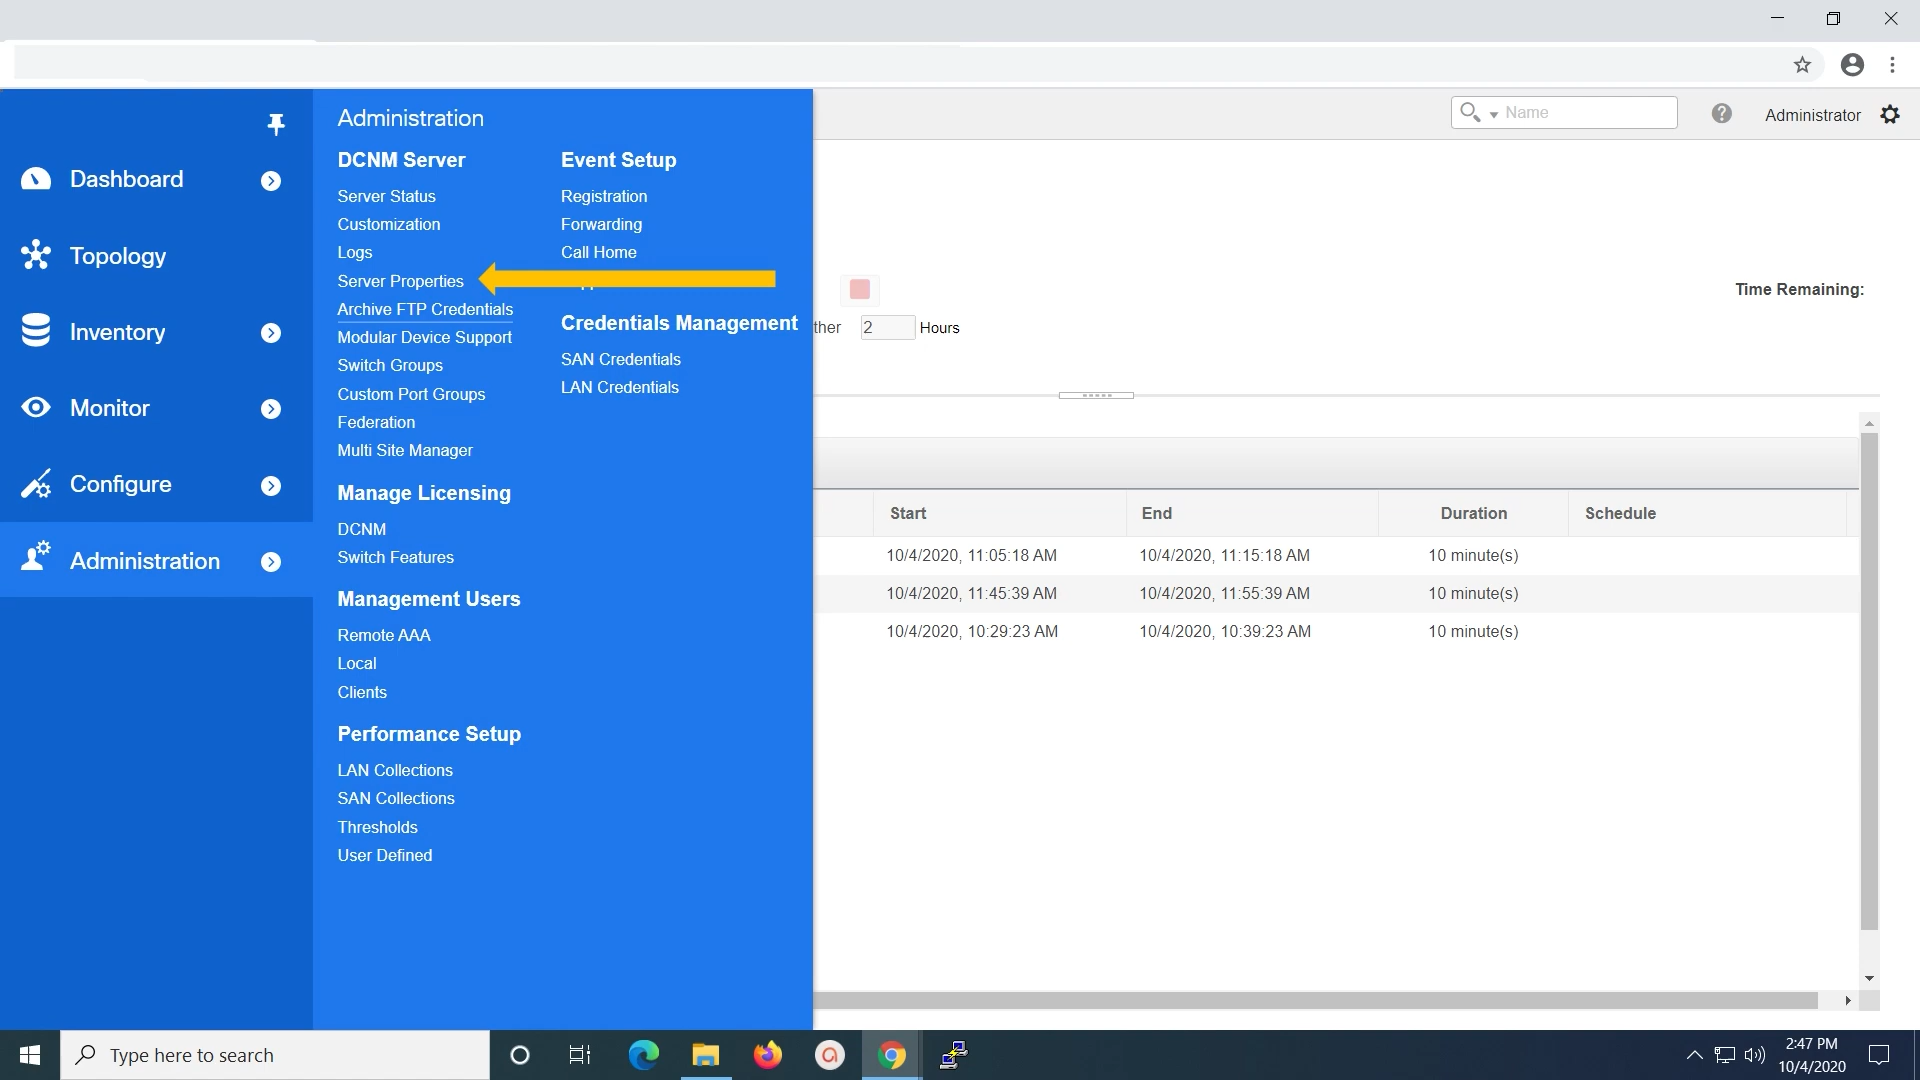 Administration
Name
Administrator
DCNM Server
Event Setup
Dashboard
Server Status
Registration
Customization
Forwarding
Topology
Logs
Call Home
Server Properties
Time Remaining:
Archive FTP Credentials
Credentials Management
ther 2 Hours
Inventory
Modular Device Support
SAN Credentials
Switch Groups
LAN Credentials
Custom Port Groups
Monitor
Federation
Multi Site Manager
Configure
Manage Licensing
Start End Duration Schedule
DCNM
Switch Features
10/4/2020, 11:05:18 AM 10/4/2020, 11:15:18 AM 10 minute(s)
Administration
Management Users
10/4/2020, 11:45:39 AM 10/4/2020, 11:55:39 AM 10 minute(s)
Remote AAA
10/4/2020, 10:29:23 AM 10/4/2020, 10:39:23 AM 10 minute(s)
Local
Clients
Performance Setup
LAN Collections
SAN Collections
Thresholds
User Defined
Type here to search
2:47 PM
10/4/2020